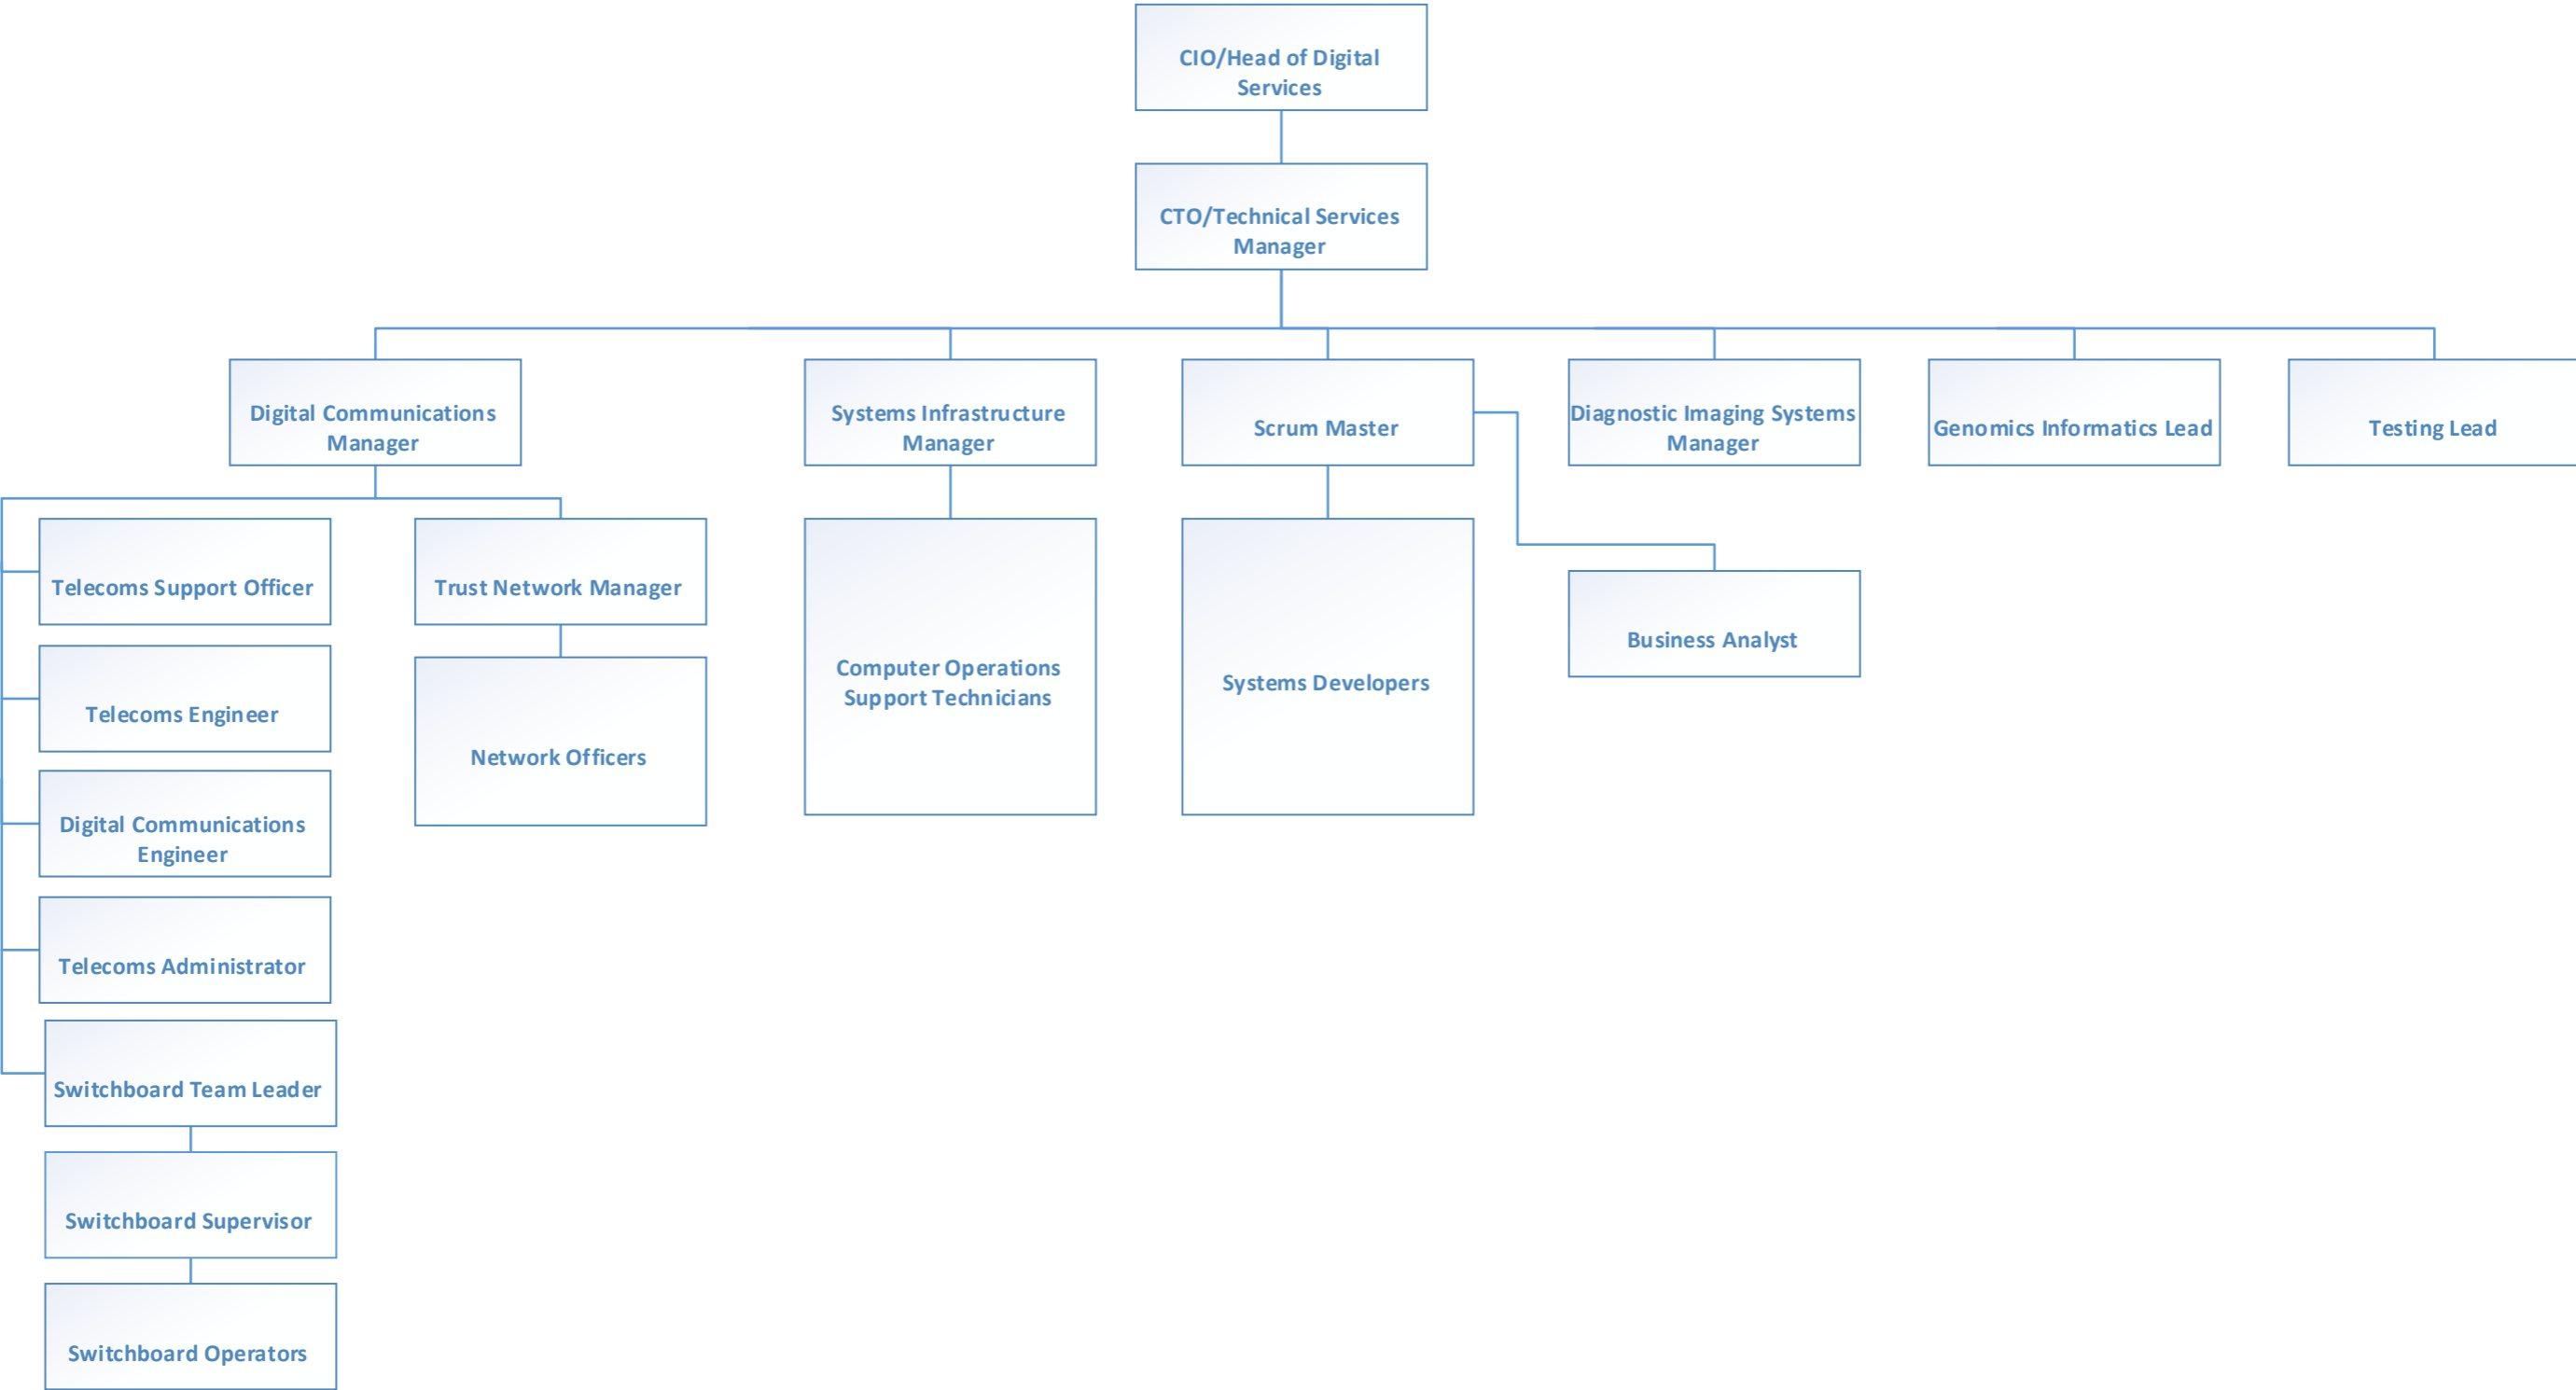 CIO/Head of Digital
Services
CTO/Technical Services
Manager
Digital Communications
Manager
Systems Infrastructure
Manager
Scrum Master
Diagnostic Imaging Systems
Manager
Genomics Informatics Lead
Testing Lead
Telecoms Support Officer
Trust Network Manager
Computer Operations
Support Technicians
Systems Developers
Business Analyst
Telecoms Engineer
Network Officers
Digital Communications
Engineer
Telecoms Administrator
Switchboard Team Leader
Switchboard Supervisor
Switchboard Operators